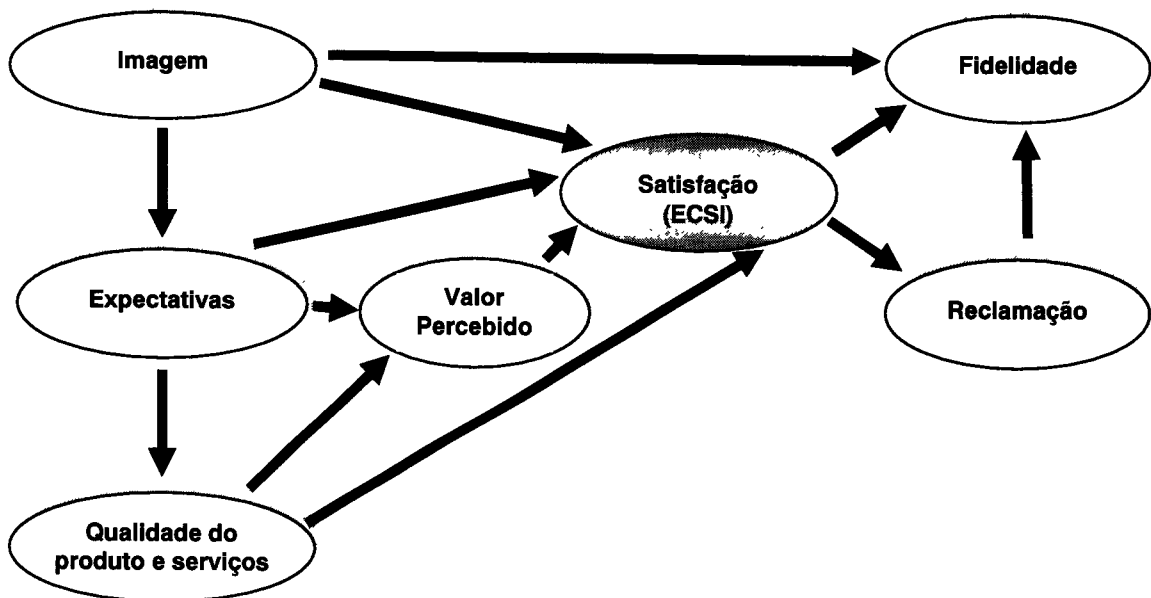 Imagem
Fidelidade
Satisfação
(ECSI)
Expectativas
Valor
Percebido
Reclamação
Qualidade do
produto e serviços